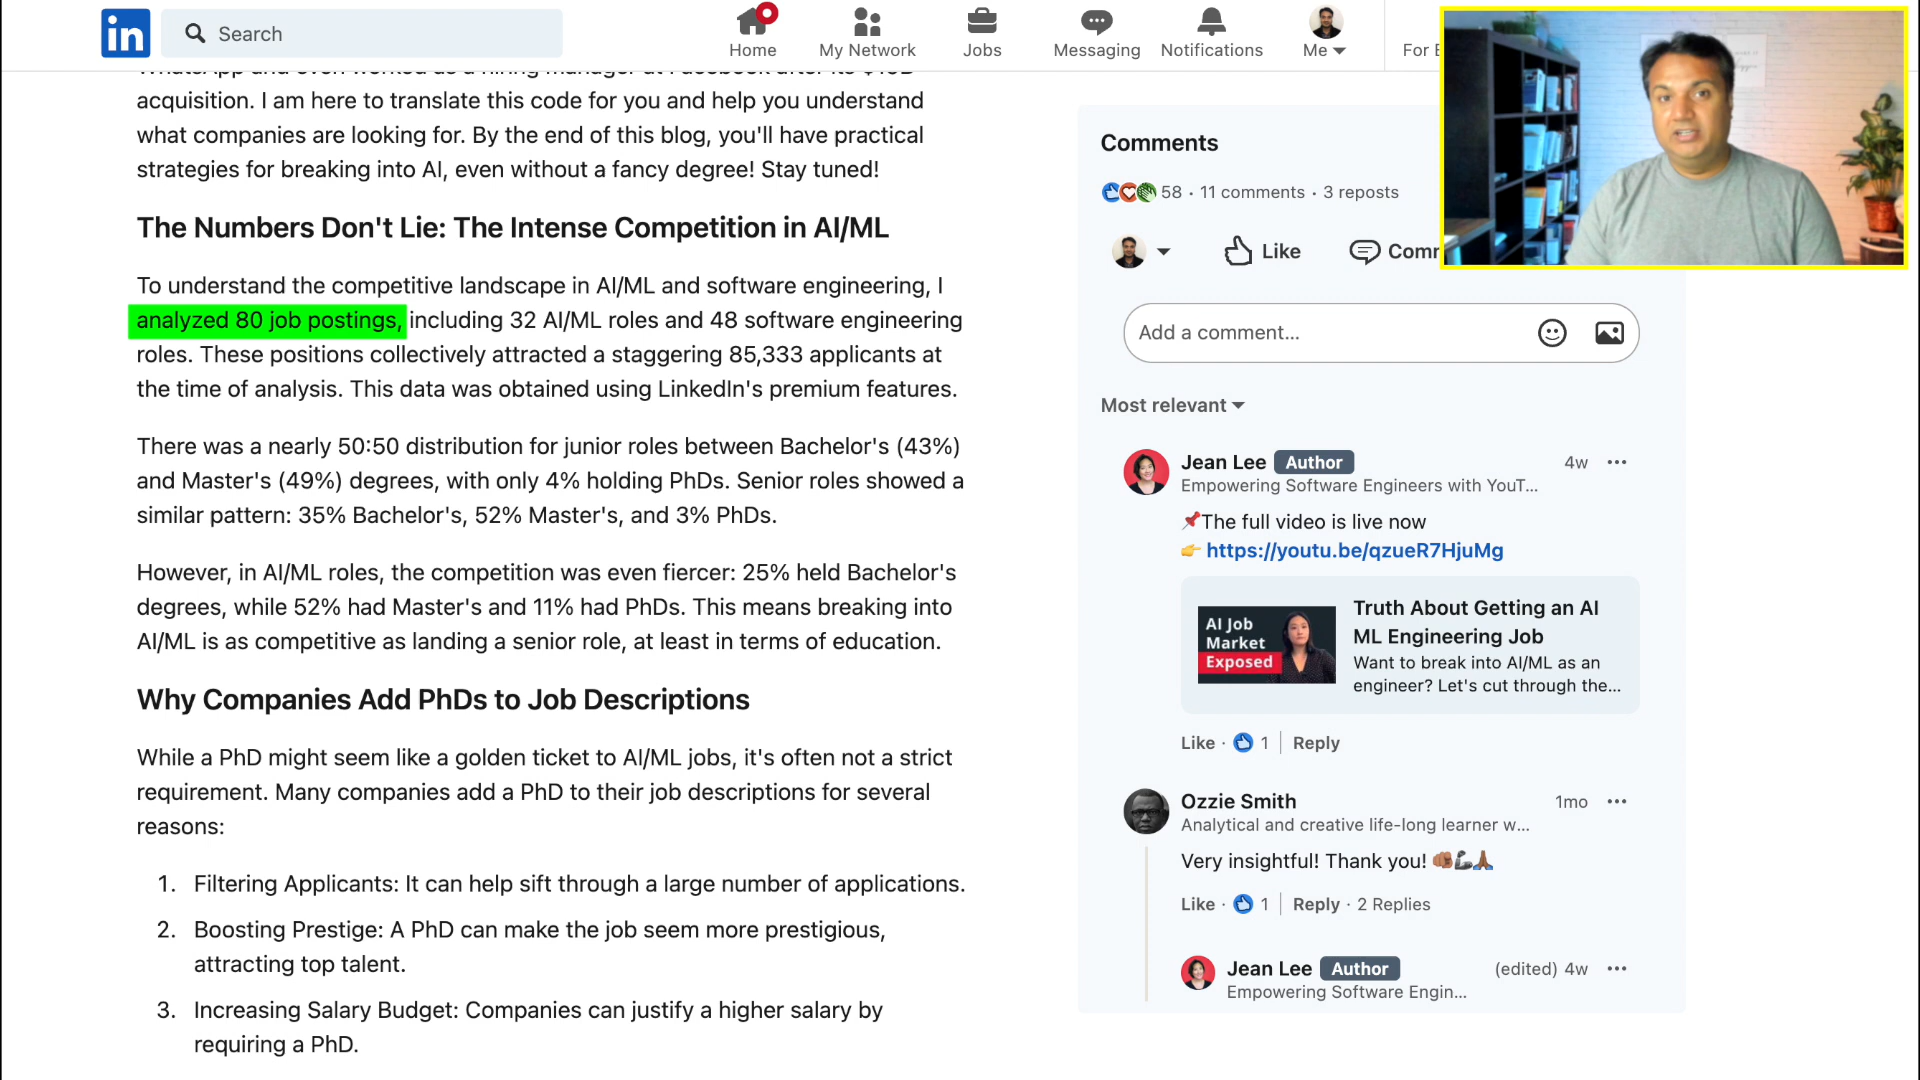 in
Search
Home
My Network
Jobs
Messaging
Notifications
Me
acquisition. I am here to translate this code for you and help you understand
what companies are looking for. By the end of this blog, you'll have practical
strategies for breaking into AI, even without a fancy degree! Stay tuned!
The Numbers Don't Lie: The Intense Competition in AI/ML
To understand the competitive landscape in AI/ML and software engineering, I
analyzed 80 job postings, including 32 AI/ML roles and 48 software engineering
roles. These positions collectively attracted a staggering 85,333 applicants at
the time of analysis. This data was obtained using LinkedIn's premium features.
There was a nearly 50:50 distribution for junior roles between Bachelor's (43%)
and Master's (49%) degrees, with only 4% holding PhDs. Senior roles showed a
similar pattern: 35% Bachelor's, 52% Master's, and 3% PhDs.
However, in AI/ML roles, the competition was even fiercer: 25% held Bachelor's
degrees, while 52% had Master's and 11% had PhDs. This means breaking into
AI/ML is as competitive as landing a senior role, at least in terms of education.
Why Companies Add PhDs to Job Descriptions
While a PhD might seem like a golden ticket to AI/ML jobs, it's often not a strict
requirement. Many companies add a PhD to their job descriptions for several
reasons:
1. Filtering Applicants: It can help sift through a large number of applications.
2. Boosting Prestige: A PhD can make the job seem more prestigious,
attracting top talent.
3. Increasing Salary Budget: Companies can justify a higher salary by
requiring a PhD.
Comments
58 · 11 comments · 3 reposts
Like
Comm
Add a comment...
Most relevant
Jean Lee Author 4w
Empowering Software Engineers with YouT...
📌The full video is live now
👉 https://youtu.be/qzueR7HjuMg
AI Job
Market
Exposed
Truth About Getting an AI
ML Engineering Job
Want to break into AI/ML as an
engineer? Let's cut through the...
Like · 1 | Reply
Ozzie Smith 1mo
Analytical and creative life-long learner w...
Very insightful! Thank you!
Like · 1 | Reply · 2 Replies
Jean Lee Author (edited) 4w
Empowering Software Engin...